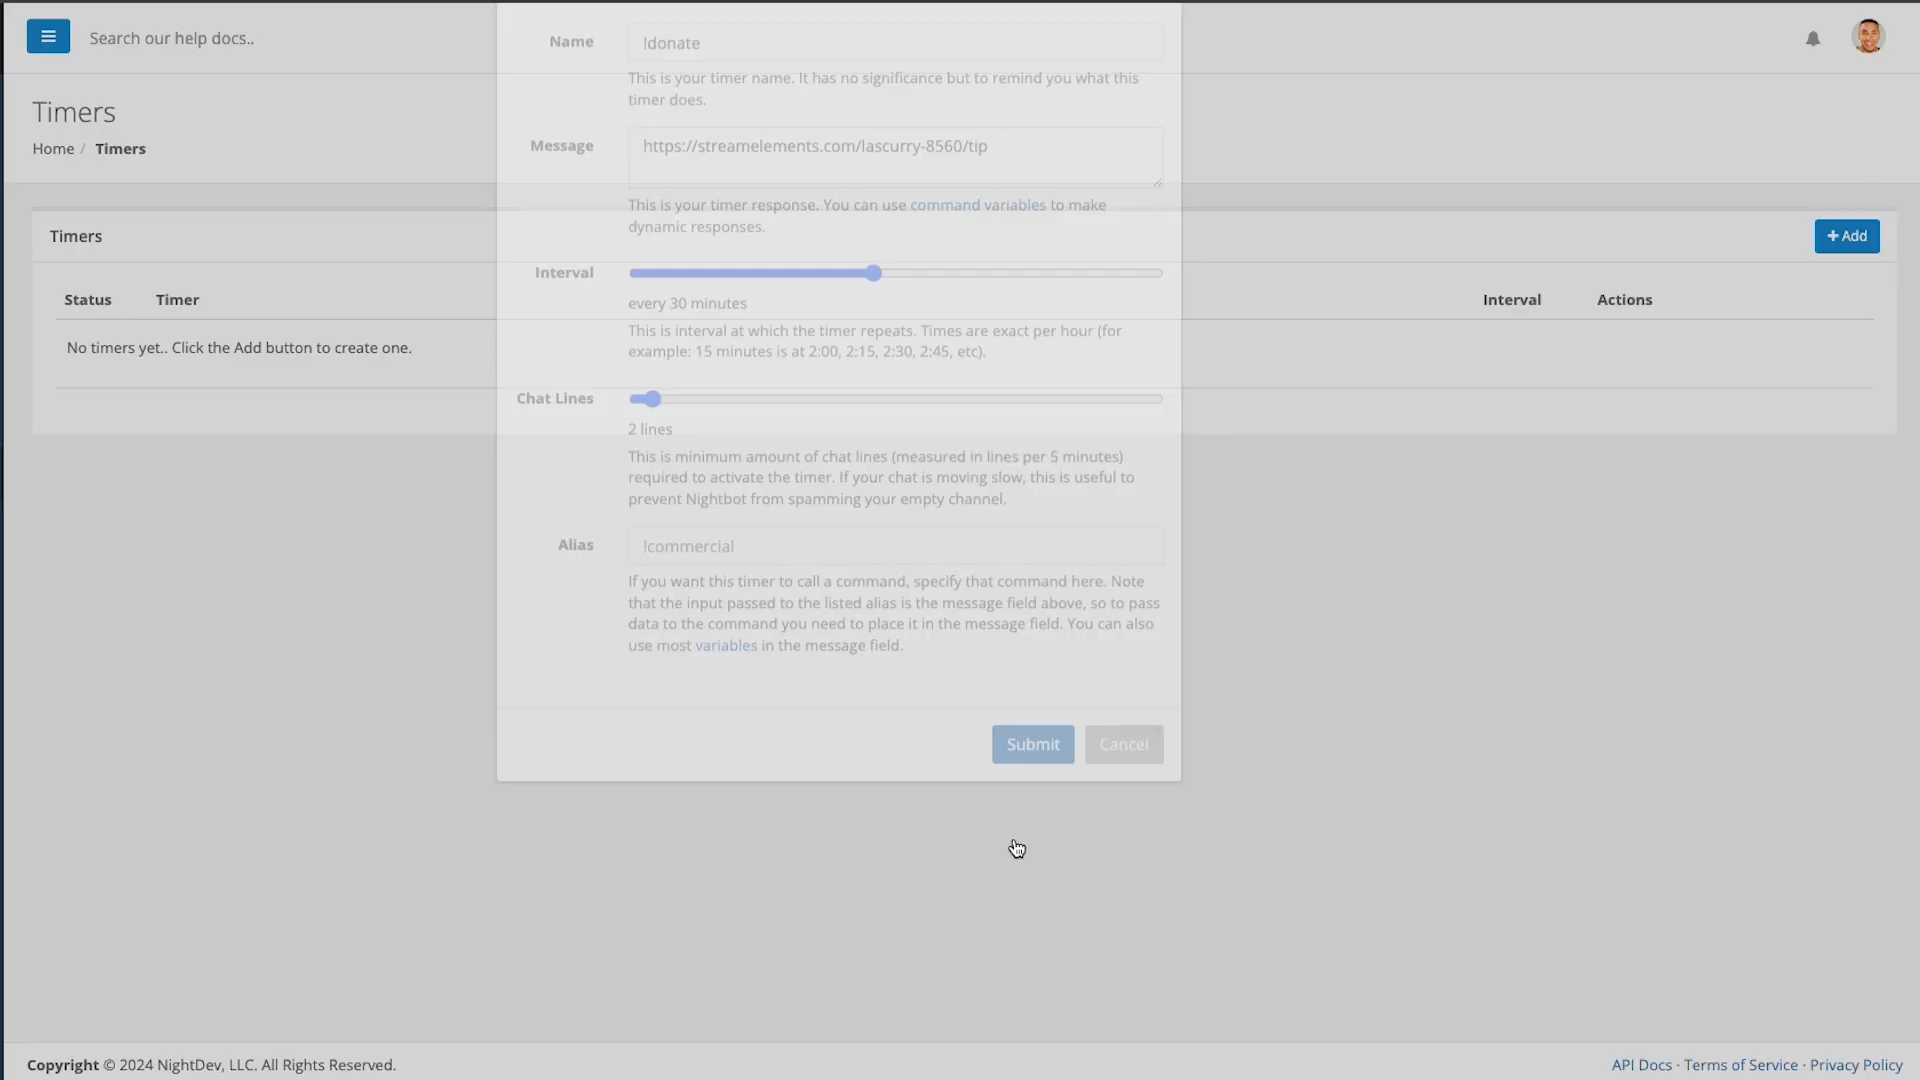 Search our help docs..
Timers
Home / Timers
Timers
+ Add
Status Timer Interval Actions
No timers yet.. Click the Add button to create one.
Name !donate
This is your timer name. It has no significance but to remind you what this
timer does.
Message https://streamelements.com/lascurry-8560/tip
This is your timer response. You can use command variables to make
dynamic responses.
Interval
every 30 minutes
This is interval at which the timer repeats. Times are exact per hour (for
example: 15 minutes is at 2:00, 2:15, 2:30, 2:45, etc).
Chat Lines
2 lines
This is minimum amount of chat lines (measured in lines per 5 minutes)
required to activate the timer. If your chat is moving slow, this is useful to
prevent Nightbot from spamming your empty channel.
Alias !commercial
If you want this timer to call a command, specify that command here. Note
that the input passed to the listed alias is the message field above, so to pass
data to the command you need to place it in the message field. You can also
use most variables in the message field.
Submit Cancel
Copyright © 2024 NightDev, LLC. All Rights Reserved.
API Docs · Terms of Service · Privacy Policy